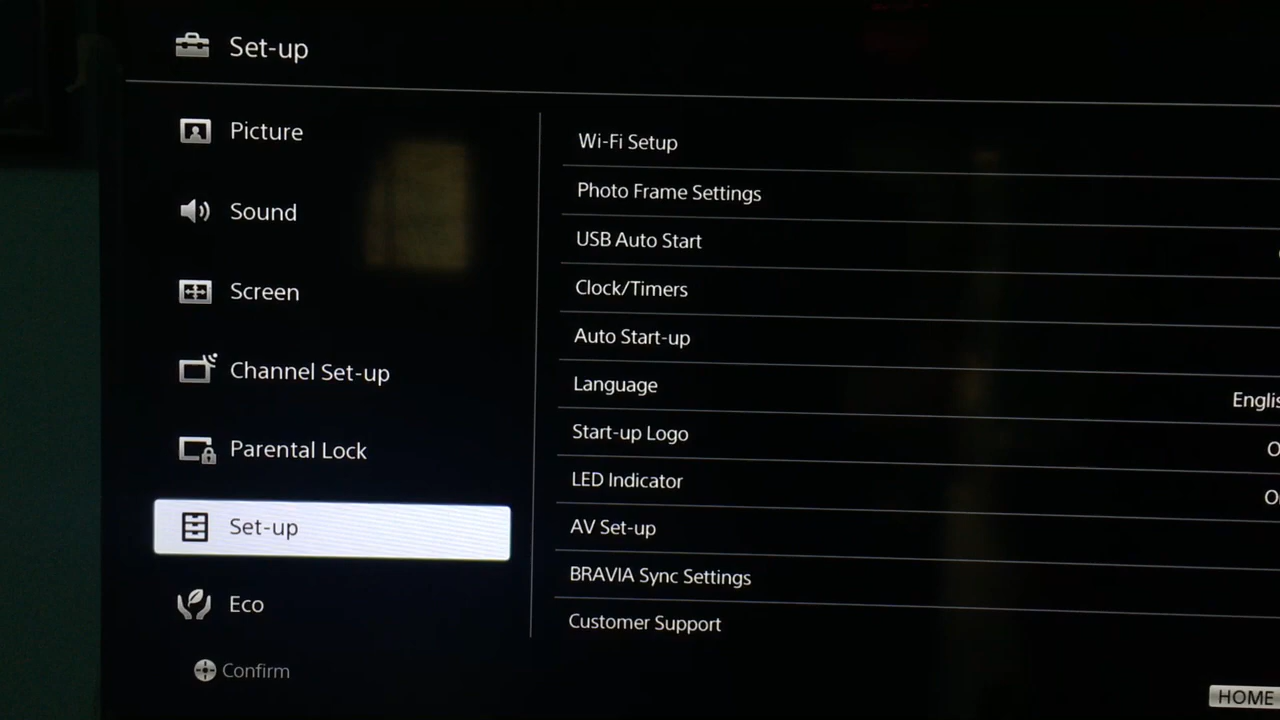 Set-up
Picture
Sound
Screen
Channel Set-up
Parental Lock
Set-up
Eco
Confirm
Wi-Fi Setup
Photo Frame Settings
USB Auto Start
Clock/Timers
Auto Start-up
Language
Start-up Logo
LED Indicator
AV Set-up
BRAVIA Sync Settings
Customer Support
HOME